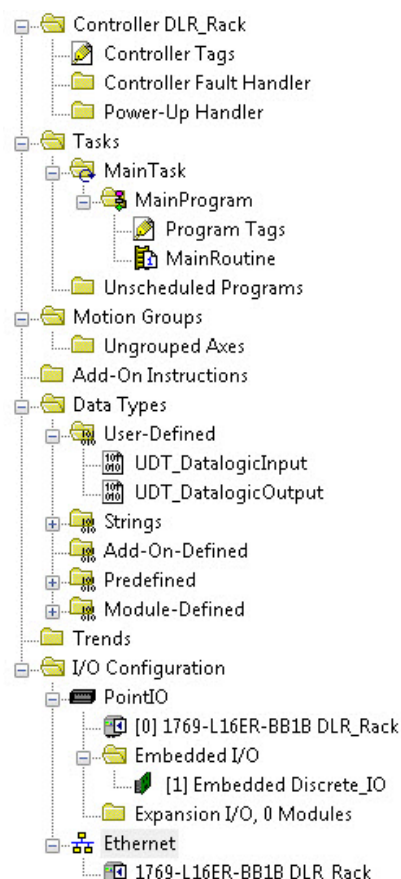 Controller DLR_Rack
Controller Tags
Controller Fault Handler
Power-Up Handler
Tasks
MainTask
MainProgram
Program Tags
MainRoutine
Unscheduled Programs
Motion Groups
Ungrouped Axes
Add-On Instructions
Data Types
User-Defined
UDT_DatalogicInput
UDT_DatalogicOutput
Strings
Add-On-Defined
Predefined
Module-Defined
Trends
I/O Configuration
PointIO
[0] 1769-L16ER-BB1B DLR_Rack
Embedded I/O
[1] Embedded Discrete_IO
Expansion I/O, 0 Modules
Ethernet
1769-L16ER-BB1B DLR_Rack